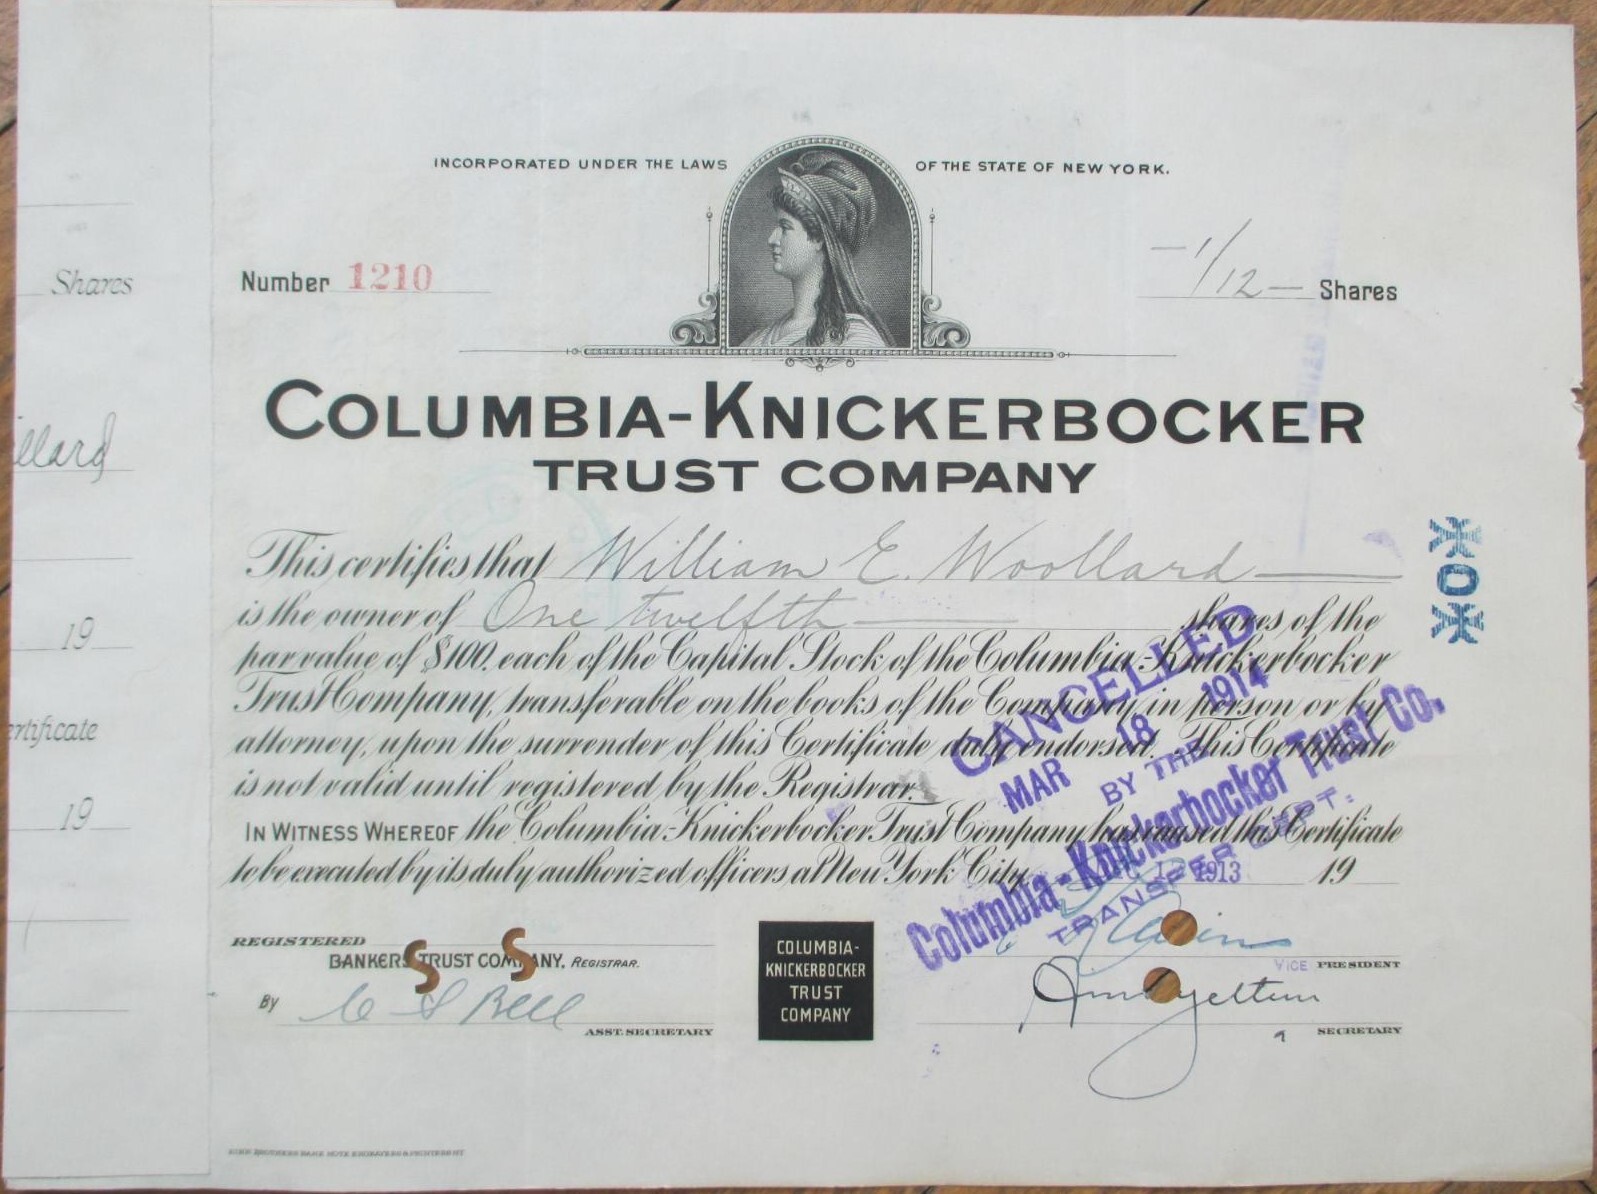 INCORPORATED UNDER THE LAWS OF THE STATE OF NEW YORK.
Shares
Number 1210
1/12 Shares
COLUMBIA-KNICKERBOCKER
TRUST COMPANY
This certifies that William E. Woollard
is the owner of One twelfth shares of the
par value of $100. each of the Capital Stock of the Columbia-Knickerbocker
Trust Company, transferable on the books of the Company in person or by
attorney, upon the surrender of this Certificate duly endorsed. This Certificate
is not valid until registered by the Registrar.
IN WITNESS WHEREOF the Columbia-Knickerbocker Trust Company has caused this Certificate
to be executed by its duly authorized officers at New York City, 1913 19
CANCELLED
MAR 18 1914
BY THE
Columbia-Knickerbocker Trust Co.
TRANSFER DEPT:
XOX
REGISTERED
BANKERS TRUST COMPANY, REGISTRAR.
By C S Bell
ASST. SECRETARY
COLUMBIA-
KNICKERBOCKER
TRUST
COMPANY
VICE PRESIDENT
SECRETARY
llard
19
ertificate
19